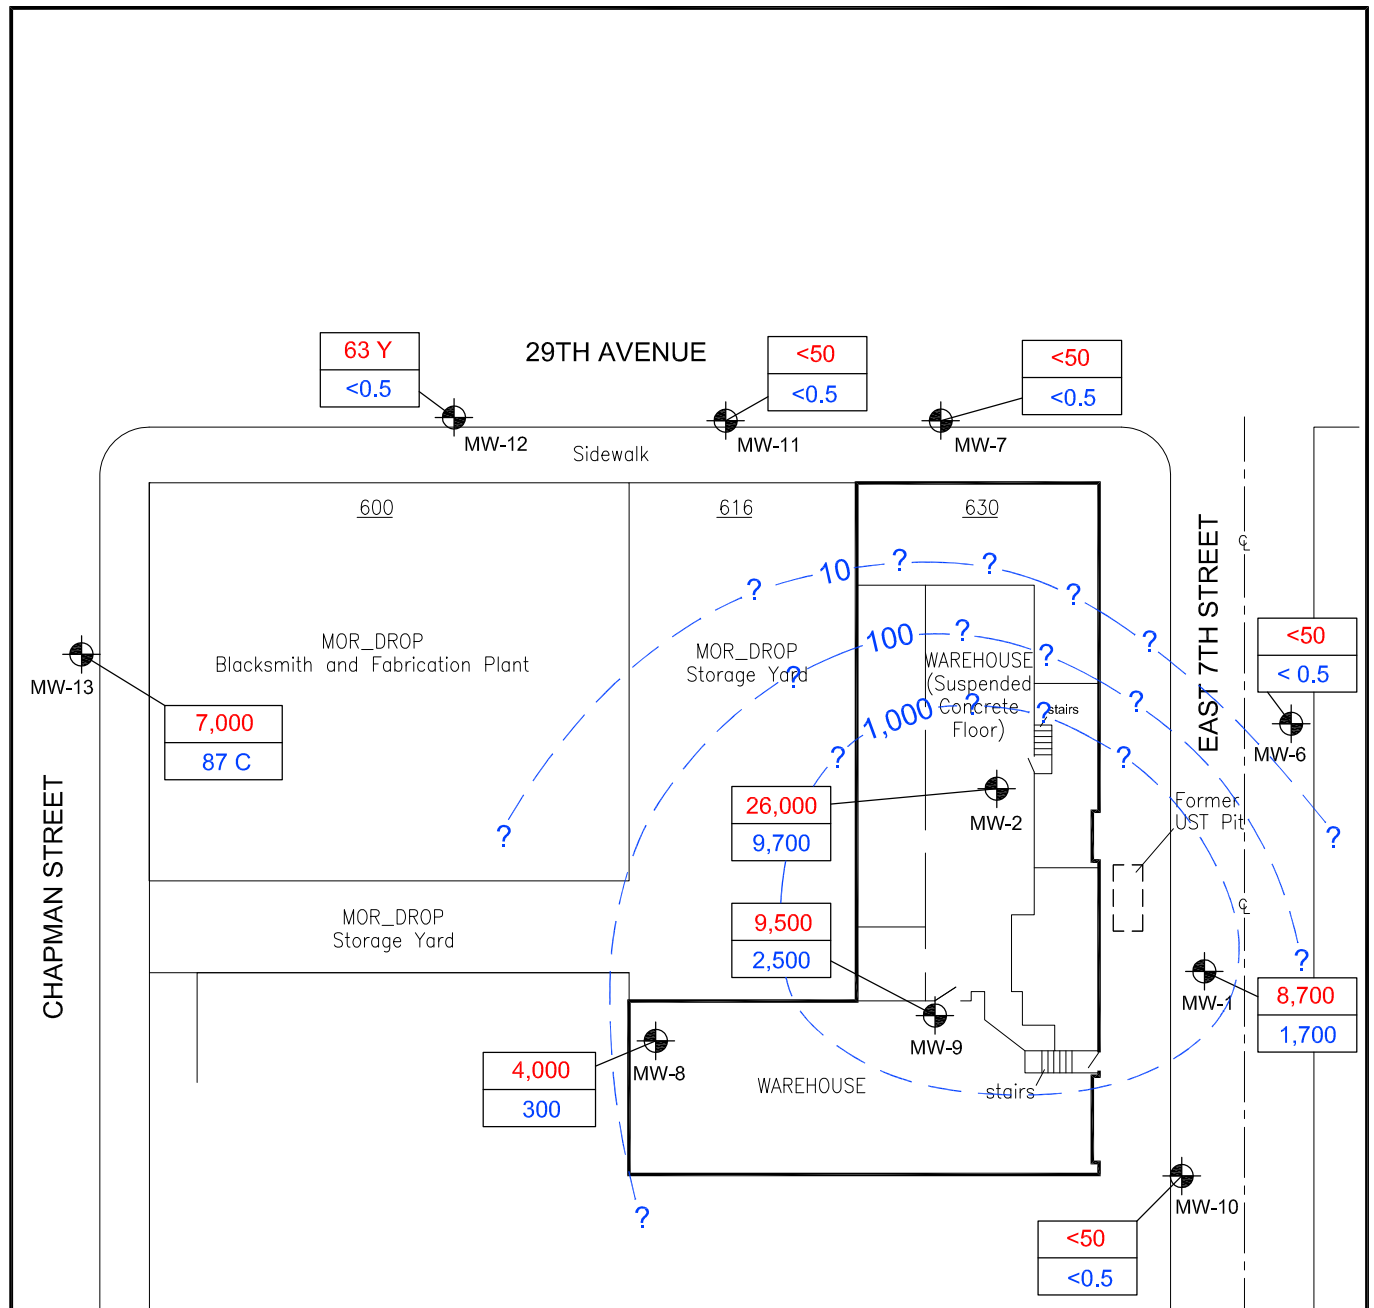 29TH AVENUE
63 Y
<0.5
MW-12
<50
<0.5
MW-11
<50
<0.5
MW-7
Sidewalk
600
616
630
EAST 7TH STREET
CHAPMAN STREET
MOR_DROP
Blacksmith and Fabrication Plant
MOR_DROP
Storage Yard
WAREHOUSE
(Suspended
Concrete
Floor)
stairs
? 10 ? ? ? ? ?
?
? 100 ? ? ? ?
?
? 1,000 ? ? ?
MW-13
7,000
87 C
<50
< 0.5
MW-6
26,000
9,700
MW-2
Former
UST Pit
℄
℄
MOR_DROP
Storage Yard
9,500
2,500
MW-9
MW-1
8,700
1,700
4,000
300
MW-8
WAREHOUSE
stairs
MW-10
<50
<0.5